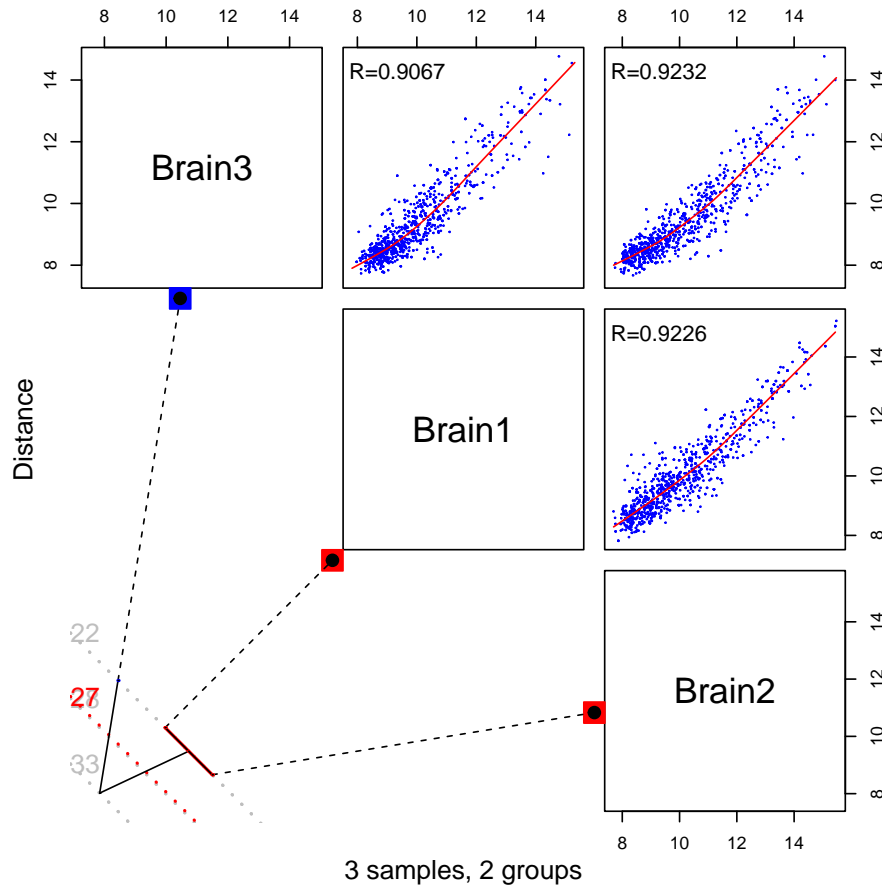 8 10 12 14 8 10 12 14
R=0.9067 R=0.9232
14 12 10 8
Brain3
8 10 12 14
R=0.9226
Brain1
8 10 12 14
Distance
22
27
33
Brain2
8 10 12 14
8 10 12 14 8 10 12 14
3 samples, 2 groups